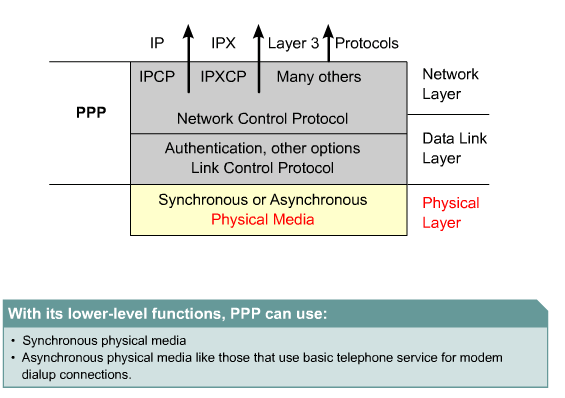 IP IPX Layer 3 Protocols
IPCP IPXCP Many others
Network
Layer
PPP
Network Control Protocol
Authentication, other options
Link Control Protocol
Data Link
Layer
Synchronous or Asynchronous
Physical Media
Physical
Layer
With its lower-level functions, PPP can use:
• Synchronous physical media
• Asynchronous physical media like those that use basic telephone service for modem
dialup connections.